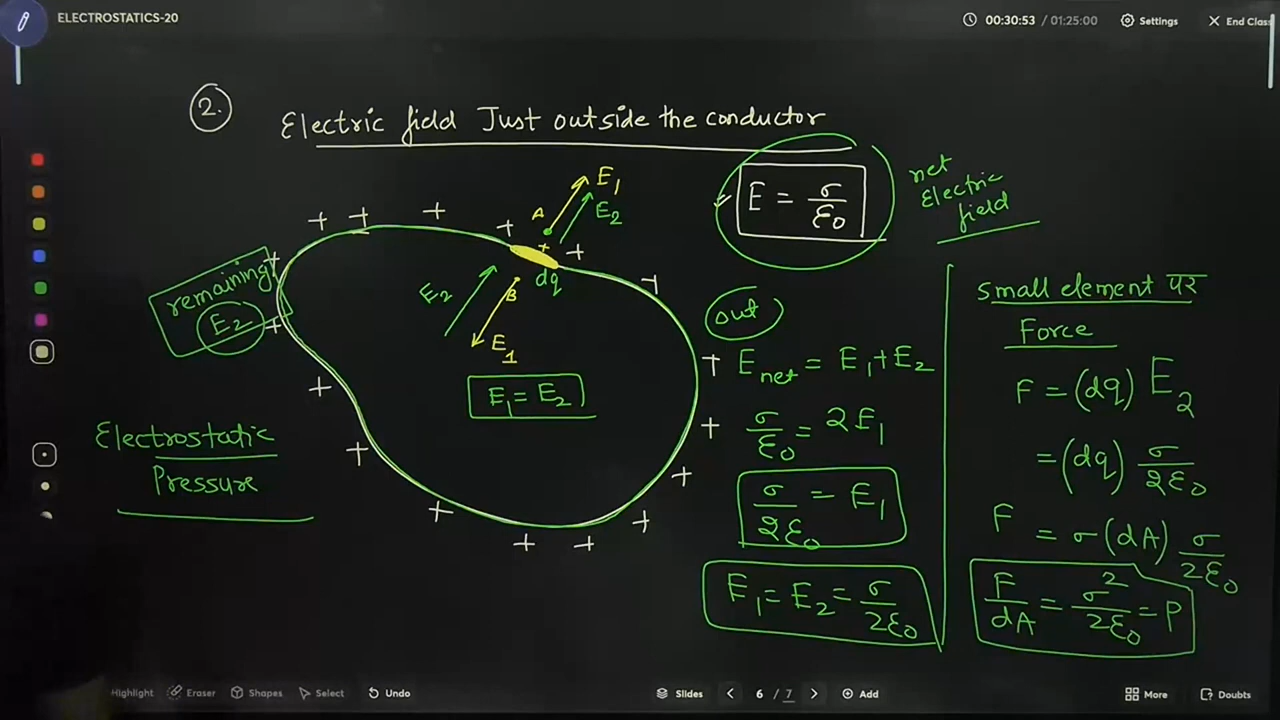 ELECTROSTATICS-20
00:30:53 / 01:25:00
Settings
End Class
2.
Electric field Just outside the conductor
E = σ/ε₀
net
Electric
field
A
E₁
E₂
+ + + + + + + + + + + + + + + + + +
dq
B
E₂
E₁
E₁ = E₂
remaining
E₂
Electrostatic
Pressure
out
E net = E₁ + E₂
σ/ε₀ = 2E₁
σ/2ε₀ = E₁
E₁ = E₂ = σ/2ε₀
small element पर
Force
F = (dq) E₂
= (dq) σ/2ε₀
F = σ(dA) σ/2ε₀
F/dA = σ²/2ε₀ = P
Highlight
Eraser
Shapes
Select
Undo
Slides
6 / 7
Add
More
Doubts